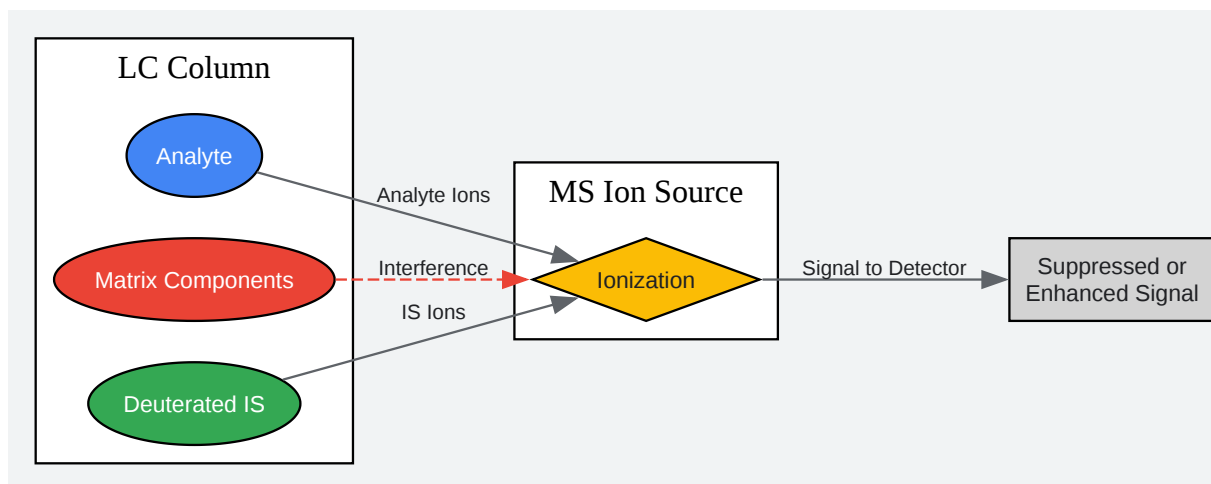 LC Column
Analyte
Matrix Components
Deuterated IS
Analyte Ions
Interference
IS Ions
MS Ion Source
Ionization
Signal to Detector
Suppressed or
Enhanced Signal